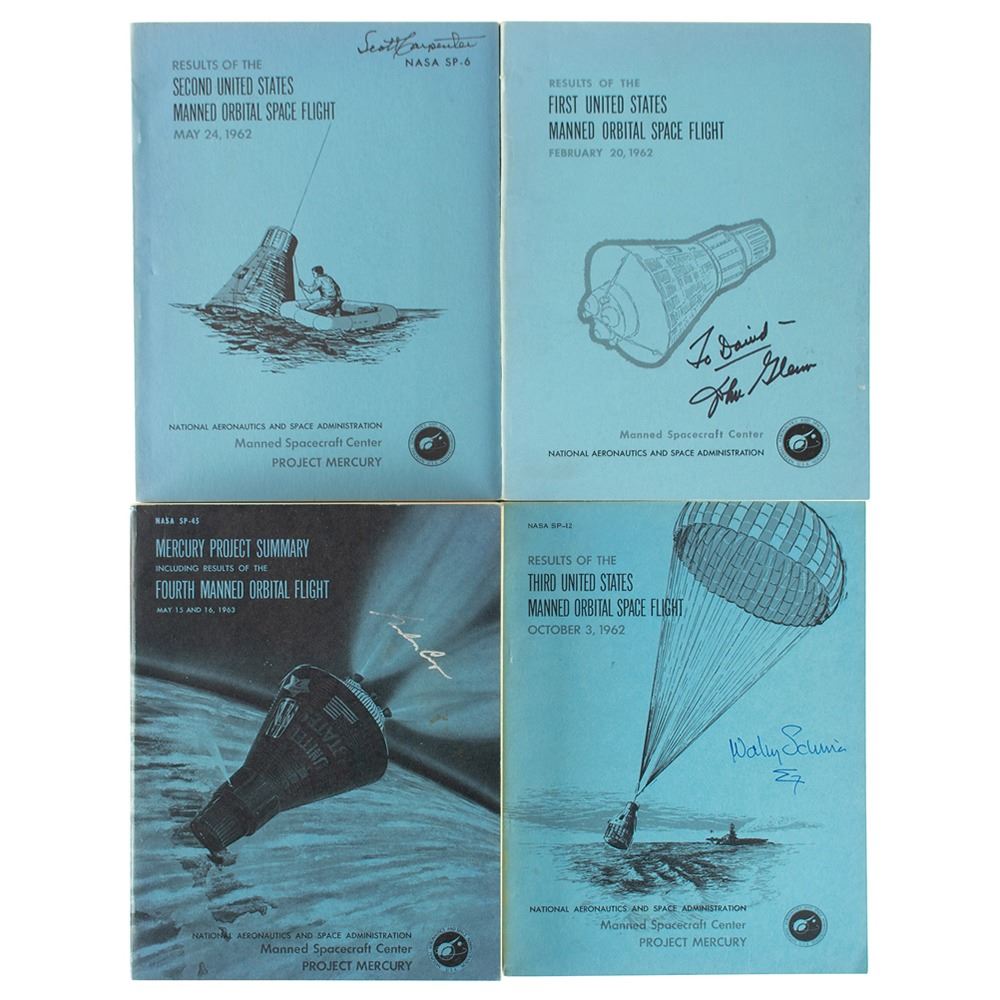 Scott Carpenter
NASA SP-6
RESULTS OF THE
SECOND UNITED STATES
MANNED ORBITAL SPACE FLIGHT
MAY 24, 1962
NATIONAL AERONAUTICS AND SPACE ADMINISTRATION
Manned Spacecraft Center
PROJECT MERCURY
RESULTS OF THE
FIRST UNITED STATES
MANNED ORBITAL SPACE FLIGHT
FEBRUARY 20, 1962
To David-
John Glenn
Manned Spacecraft Center
NATIONAL AERONAUTICS AND SPACE ADMINISTRATION
NASA SP-45
MERCURY PROJECT SUMMARY
INCLUDING RESULTS OF THE
FOURTH MANNED ORBITAL FLIGHT
MAY 15 AND 16, 1963
UNITED
STATES
NATIONAL AERONAUTICS AND SPACE ADMINISTRATION
Manned Spacecraft Center
PROJECT MERCURY
NASA SP-12
RESULTS OF THE
THIRD UNITED STATES
MANNED ORBITAL SPACE FLIGHT
OCTOBER 3, 1962
Wally Schirra
NATIONAL AERONAUTICS AND SPACE ADMINISTRATION
Manned Spacecraft Center
PROJECT MERCURY